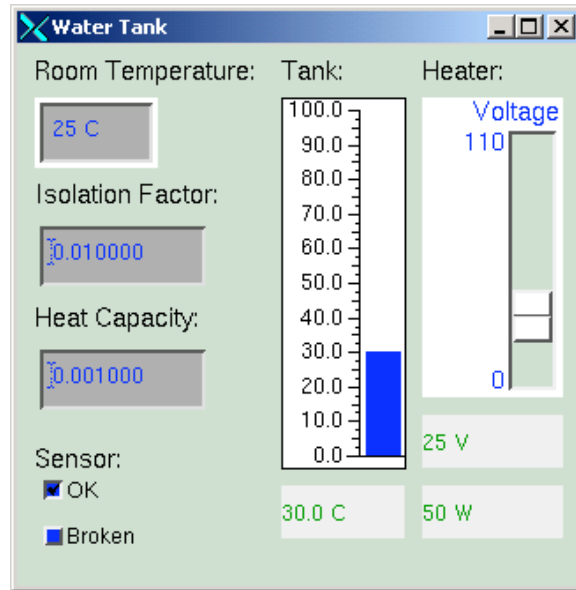 Water Tank
Room Temperature:
25 C
Isolation Factor:
0.010000
Heat Capacity:
0.001000
Sensor:
OK
Broken
Tank:
100.0
90.0
80.0
70.0
60.0
50.0
40.0
30.0
20.0
10.0
0.0
30.0 C
Heater:
Voltage
110
0
25 V
50 W